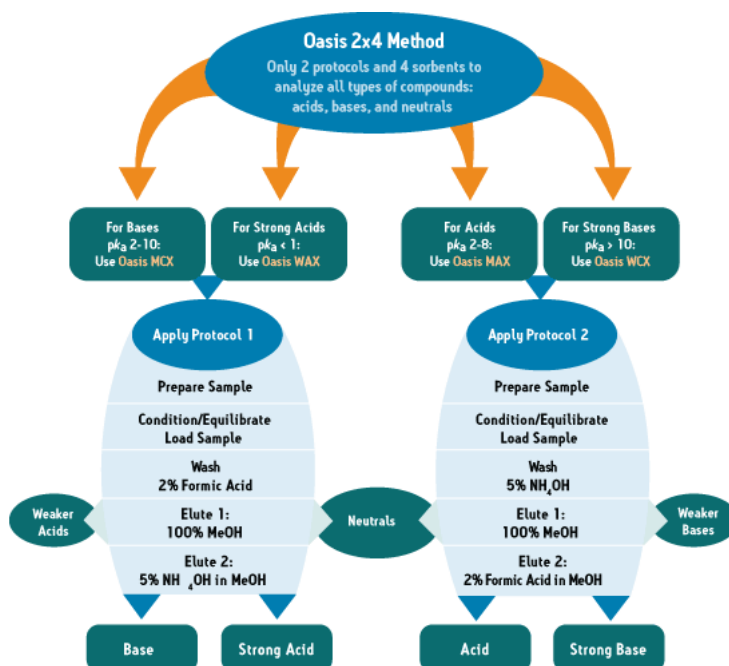 Oasis 2x4 Method
Only 2 protocols and 4 sorbents to
analyze all types of compounds:
acids, bases, and neutrals
For Bases
pka 2-10:
Use Oasis MCX
For Strong Acids
pka < 1:
Use Oasis WAX
For Acids
pka 2-8:
Use Oasis MAX
For Strong Bases
pka > 10:
Use Oasis WCX
Apply Protocol 1
Prepare Sample
Condition/Equilibrate
Load Sample
Wash
2% Formic Acid
Elute 1:
100% MeOH
Elute 2:
5% NH 4OH in MeOH
Weaker
Acids
Neutrals
Base
Strong Acid
Apply Protocol 2
Prepare Sample
Condition/Equilibrate
Load Sample
Wash
5% NH4OH
Elute 1:
100% MeOH
Elute 2:
2% Formic Acid in MeOH
Weaker
Bases
Acid
Strong Base